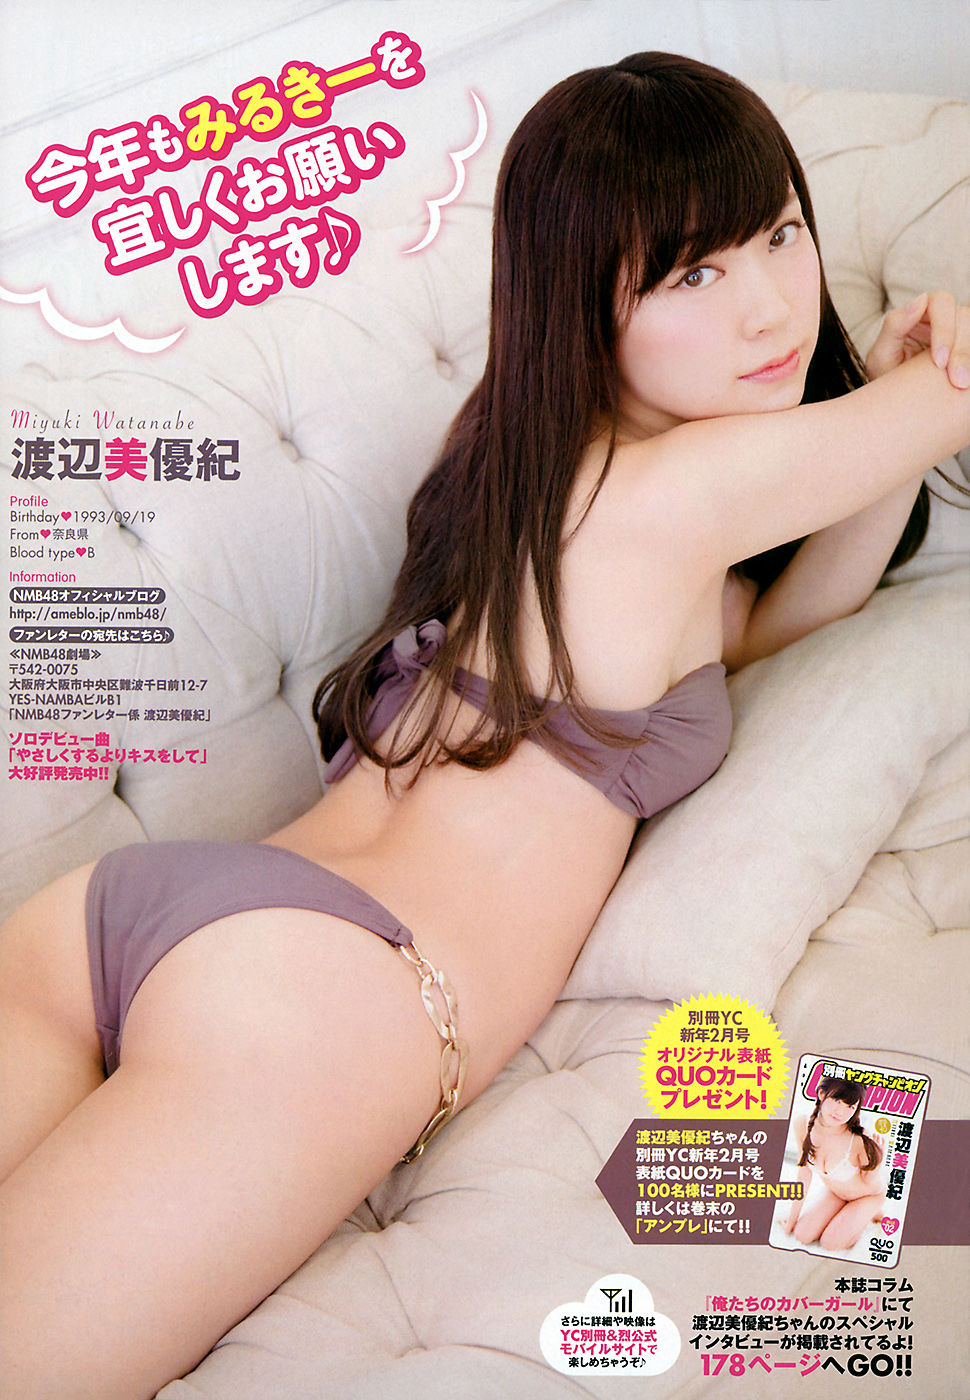 今年もみるきーを
宜しくお願い
します♪
Miyuki Watanabe
渡辺美優紀
Profile
Birthday♥1993/09/19
From♥奈良県
Blood type♥B
Information
NMB48オフィシャルブログ
http://ameblo.jp/nmb48/
ファンレターの宛先はこちら♪
≪NMB48劇場≫
〒542-0075
大阪府大阪市中央区難波千日前12-7
YES-NAMBAビルB1
「NMB48ファンレター係 渡辺美優紀」
ソロデビュー曲
「やさしくするよりキスをして」
大好評発売中!!
別冊YC
新年2月号
オリジナル表紙
QUOカード
プレゼント!
渡辺美優紀ちゃんの
別冊YC新年2月号
表紙QUOカードを
100名様にPRESENT!!
詳しくは巻末の
「アンプレ」にて!!
別冊ヤングチャンピオン
CHAMPION
渡辺美優紀
02
QUO
500
さらに詳細や映像は
YC別冊&烈公式
モバイルサイトで
楽しめちゃうぞ♪
本誌コラム
『俺たちのカバーガール』にて
渡辺美優紀ちゃんのスペシャル
インタビューが掲載されてるよ!
178ページへGO!!